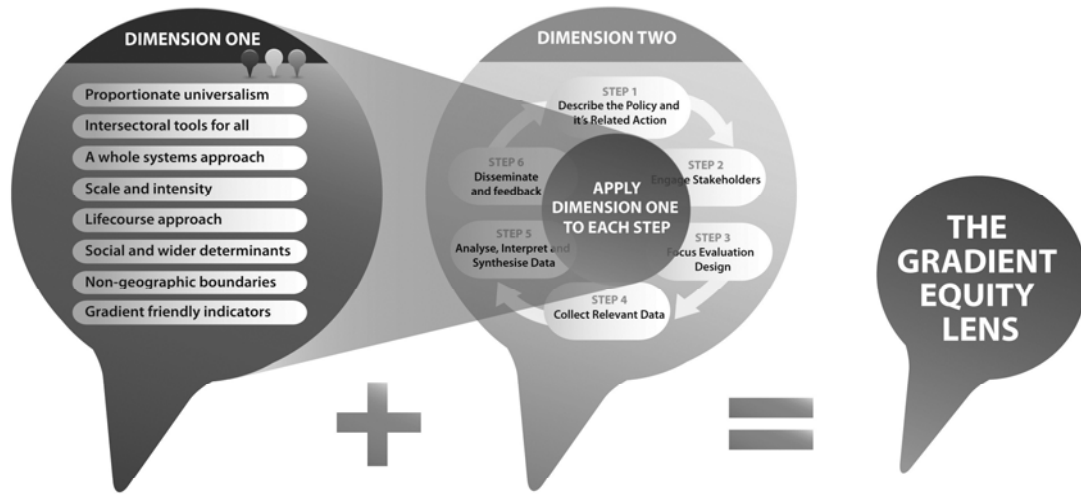 DIMENSION ONE
Proportionate universalism
Intersectoral tools for all
A whole systems approach
Scale and intensity
Lifecourse approach
Social and wider determinants
Non-geographic boundaries
Gradient friendly indicators
DIMENSION TWO
STEP 1
Describe the Policy and
it's Related Action
STEP 2
Engage Stakeholders
STEP 3
Focus Evaluation
Design
STEP 4
Collect Relevant Data
STEP 5
Analyse, Interpret and
Synthesise Data
STEP 6
Disseminate
and feedback
APPLY
DIMENSION ONE
TO EACH STEP
+
=
THE
GRADIENT
EQUITY
LENS